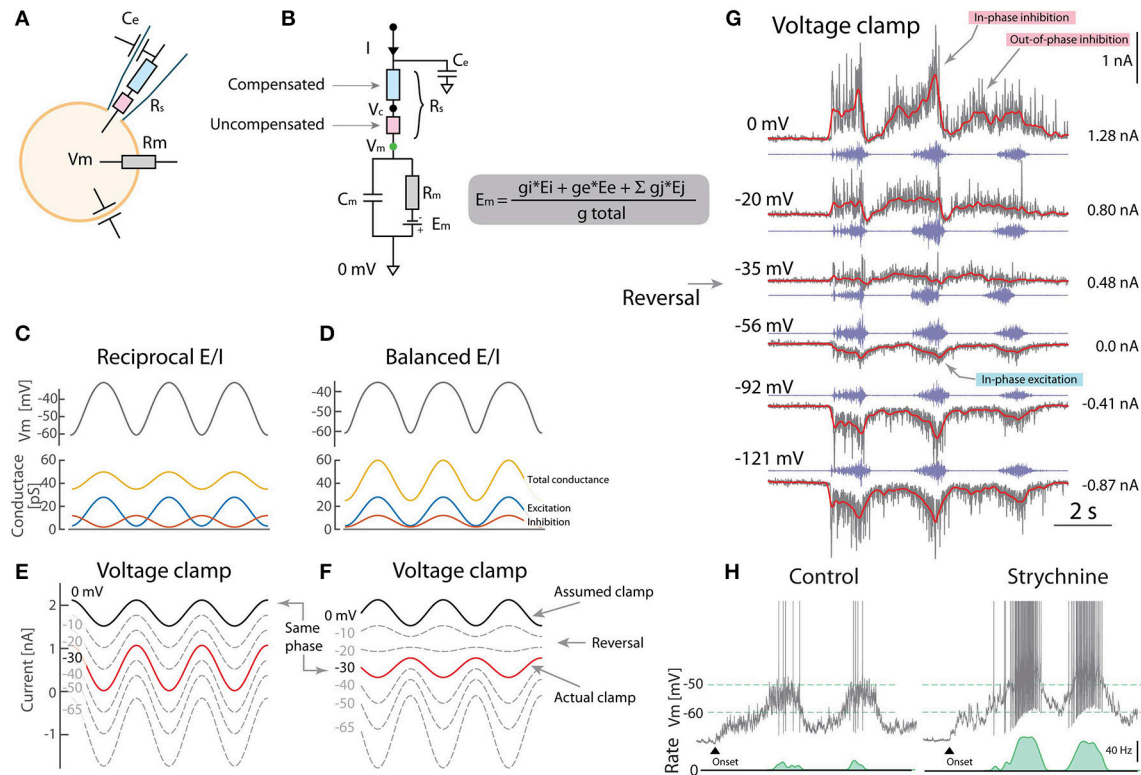 A
Ce
Rs
Rm
Vm
B
I
Ce
Compensated
Vc
Rs
Uncompensated
Vm
Cm
Rm
Em
-
+
0 mV
Em = gi*Ei + ge*Ee + Σ gj*Ej
g total
C
Reciprocal E/I
Vm [mV]
-40
-50
-60
Conductace
[pS]
60
40
20
0
D
Balanced E/I
-40
-50
-60
60
40
20
0
Total conductance
Excitation
Inhibition
E
Voltage clamp
Current [nA]
2
1
0
-1
0 mV
-10
-20
-30
-40
-50
-65
Same
phase
F
Voltage clamp
0 mV
-10
-20
-30
-40
-50
-65
Assumed clamp
Reversal
Actual clamp
G
Voltage clamp
In-phase inhibition
Out-of-phase inhibition
1 nA
0 mV
1.28 nA
-20 mV
0.80 nA
-35 mV
0.48 nA
Reversal
-56 mV
0.0 nA
In-phase excitation
-92 mV
-0.41 nA
-121 mV
-0.87 nA
2 s
H
Control
Strychnine
Vm [mV]
-50
-60
Rate
0
Onset
Onset
40 Hz